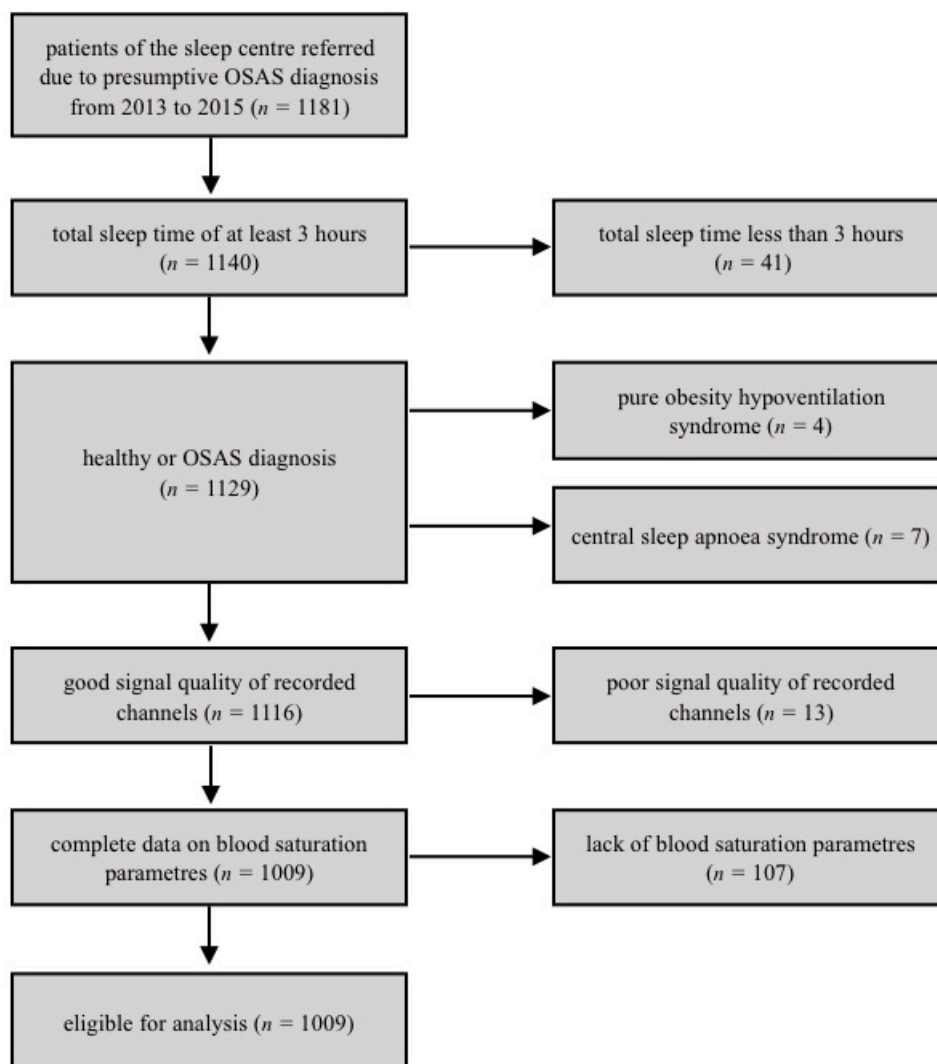 patients of the sleep centre referred
due to presumptive OSAS diagnosis
from 2013 to 2015 (n = 1181)
total sleep time of at least 3 hours
(n = 1140)
total sleep time less than 3 hours
(n = 41)
healthy or OSAS diagnosis
(n = 1129)
pure obesity hypoventilation
syndrome (n = 4)
central sleep apnoea syndrome (n = 7)
good signal quality of recorded
channels (n = 1116)
poor signal quality of recorded
channels (n = 13)
complete data on blood saturation
parametres (n = 1009)
lack of blood saturation parametres
(n = 107)
eligible for analysis (n = 1009)